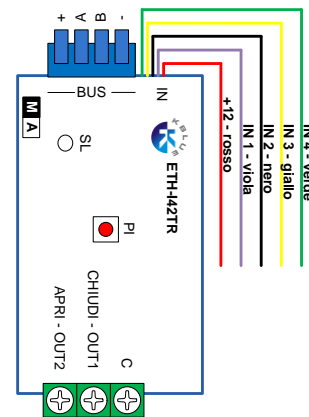 + A B -
BUS
IN
M A
SL
KBLUE
ETH-I42TR
+12 - rosso
IN 1 - viola
IN 2 - nero
IN 3 - giallo
IN 4 - verde
PI
APRI - OUT2
CHIUDI - OUT1
C